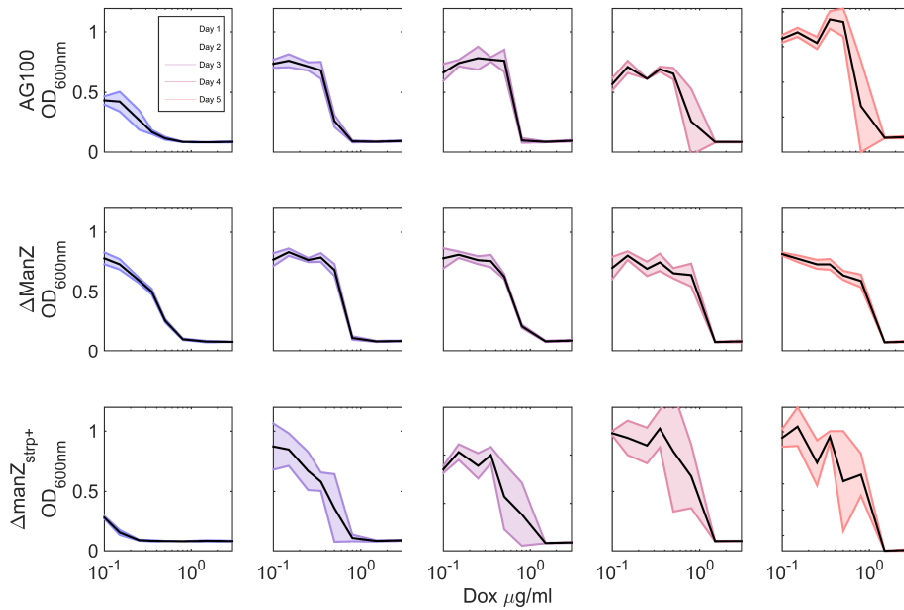 Day 1
Day 2
Day 3
Day 4
Day 5
AG100
OD600nm
1
0.5
0
ΔManZ
OD600nm
1
0.5
0
ΔmanZstrp+
OD600nm
1
0.5
0
10-1 100 10-1 100 10-1 100 10-1 100 10-1 100
Dox μg/ml